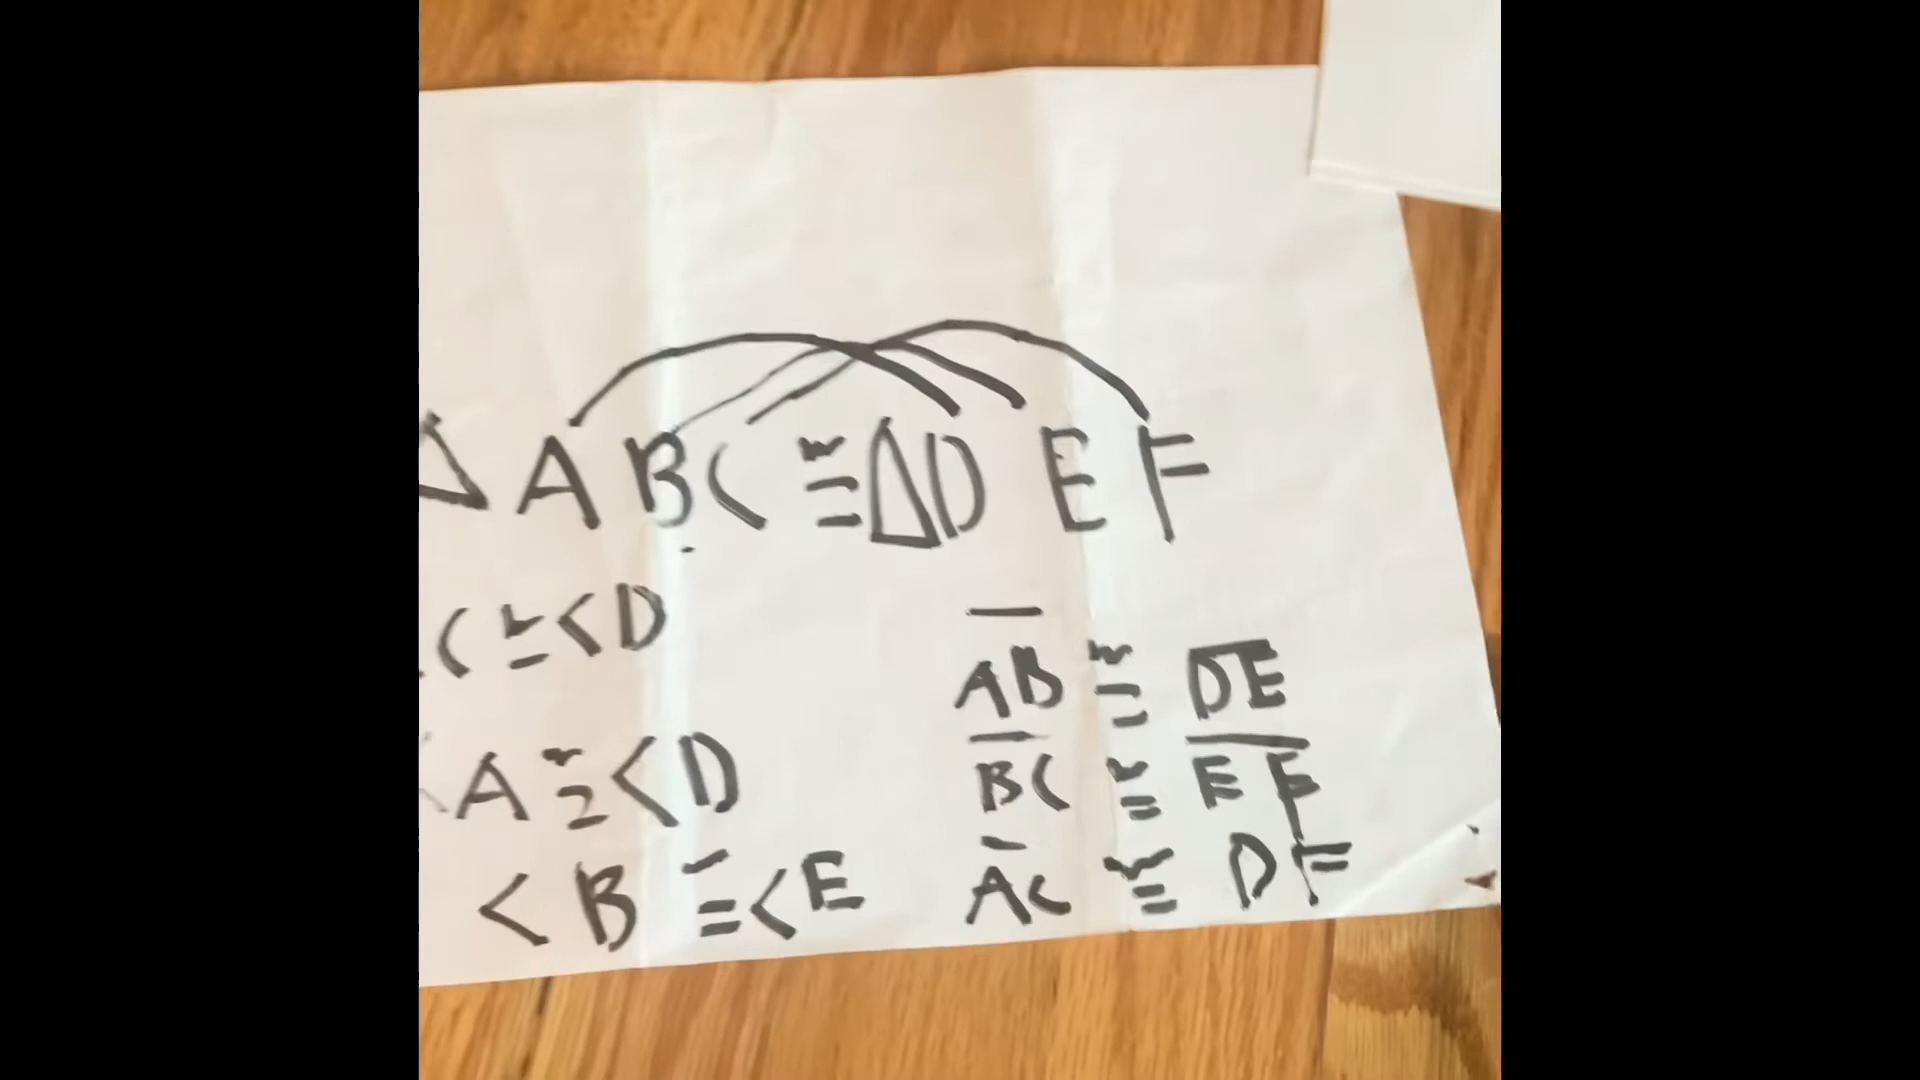 △ABC ≅ △DEF
<C ≅ <D
<A ≅ <D
<B ≅ <E
AB ≅ DE
BC ≅ EF
AC ≅ DF